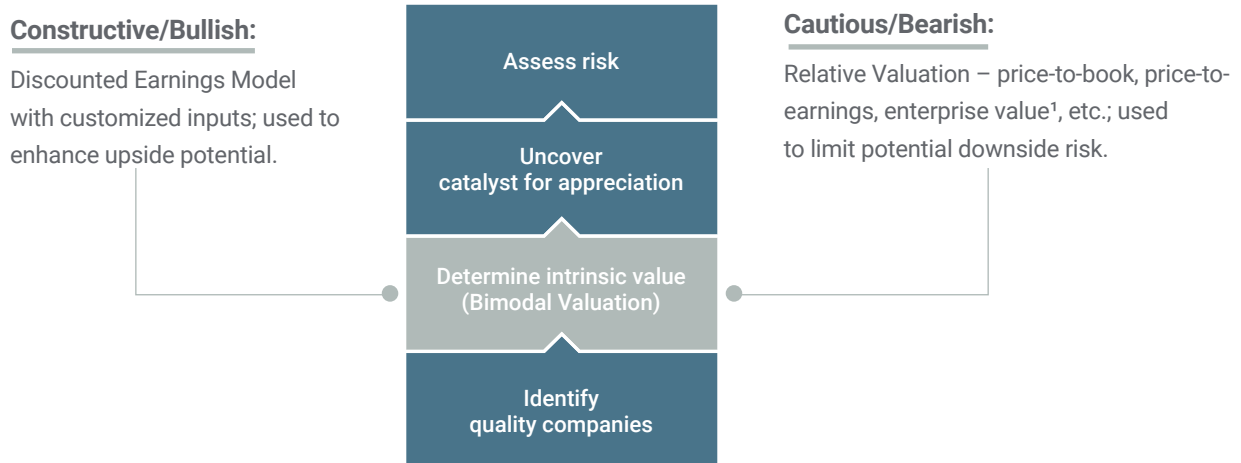 Constructive/Bullish:
Discounted Earnings Model
with customized inputs; used to
enhance upside potential.
Assess risk
Uncover
catalyst for appreciation
Determine intrinsic value
(Bimodal Valuation)
Identify
quality companies
Cautious/Bearish:
Relative Valuation – price-to-book, price-to-
earnings, enterprise value¹, etc.; used
to limit potential downside risk.